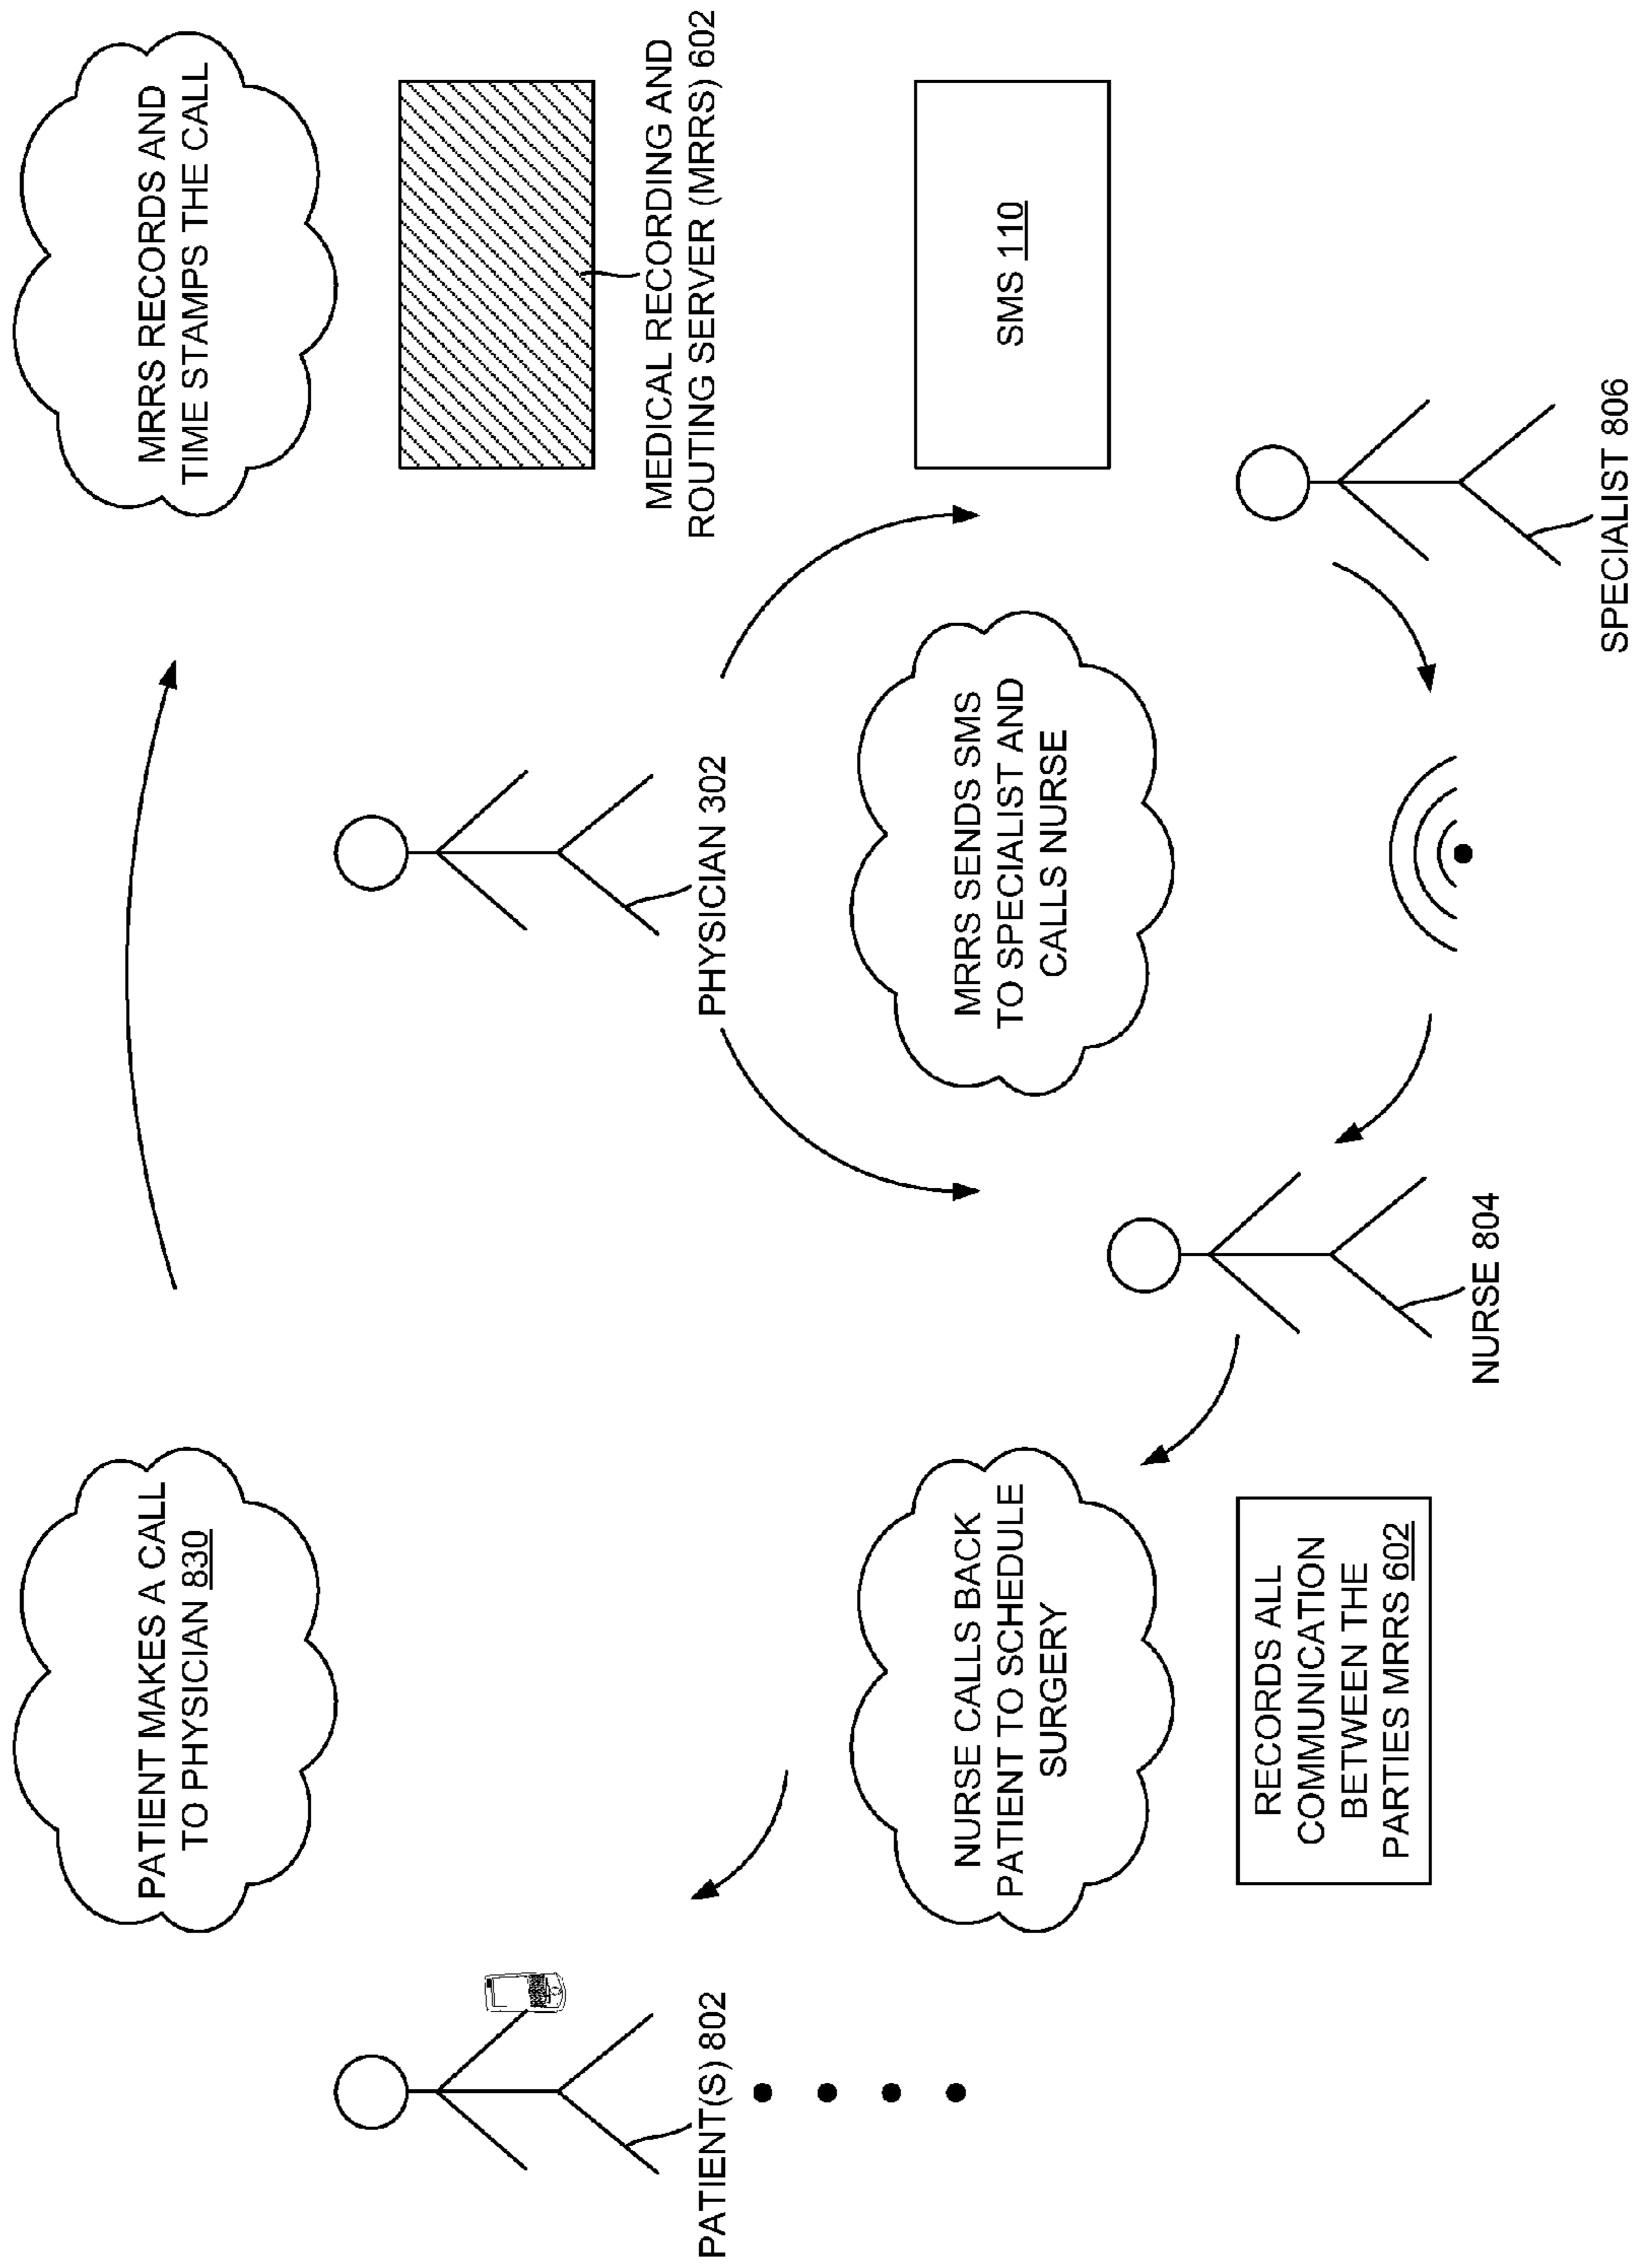 PATIENT MAKES A CALL
TO PHYSICIAN 830
MRRS RECORDS AND
TIME STAMPS THE CALL
MEDICAL RECORDING AND
ROUTING SERVER (MRRS) 602
PATIENT(S) 802
PHYSICIAN 302
NURSE CALLS BACK
PATIENT TO SCHEDULE
SURGERY
MRRS SENDS SMS
TO SPECIALIST AND
CALLS NURSE
SMS 110
RECORDS ALL
COMMUNICATION
BETWEEN THE
PARTIES MRRS 602
NURSE 804
SPECIALIST 806